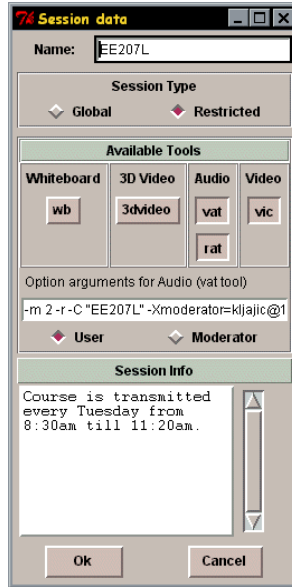 Session data
Name: EE207L
Session Type
Global Restricted
Available Tools
Whiteboard 3D Video Audio Video
wb 3dvideo vat vic
rat
Option arguments for Audio (vat tool)
-m 2 -r -C "EE207L" -Xmoderator=kljajic@1
User Moderator
Session Info
Course is transmitted
every Tuesday from
8:30am till 11:20am.
Ok Cancel